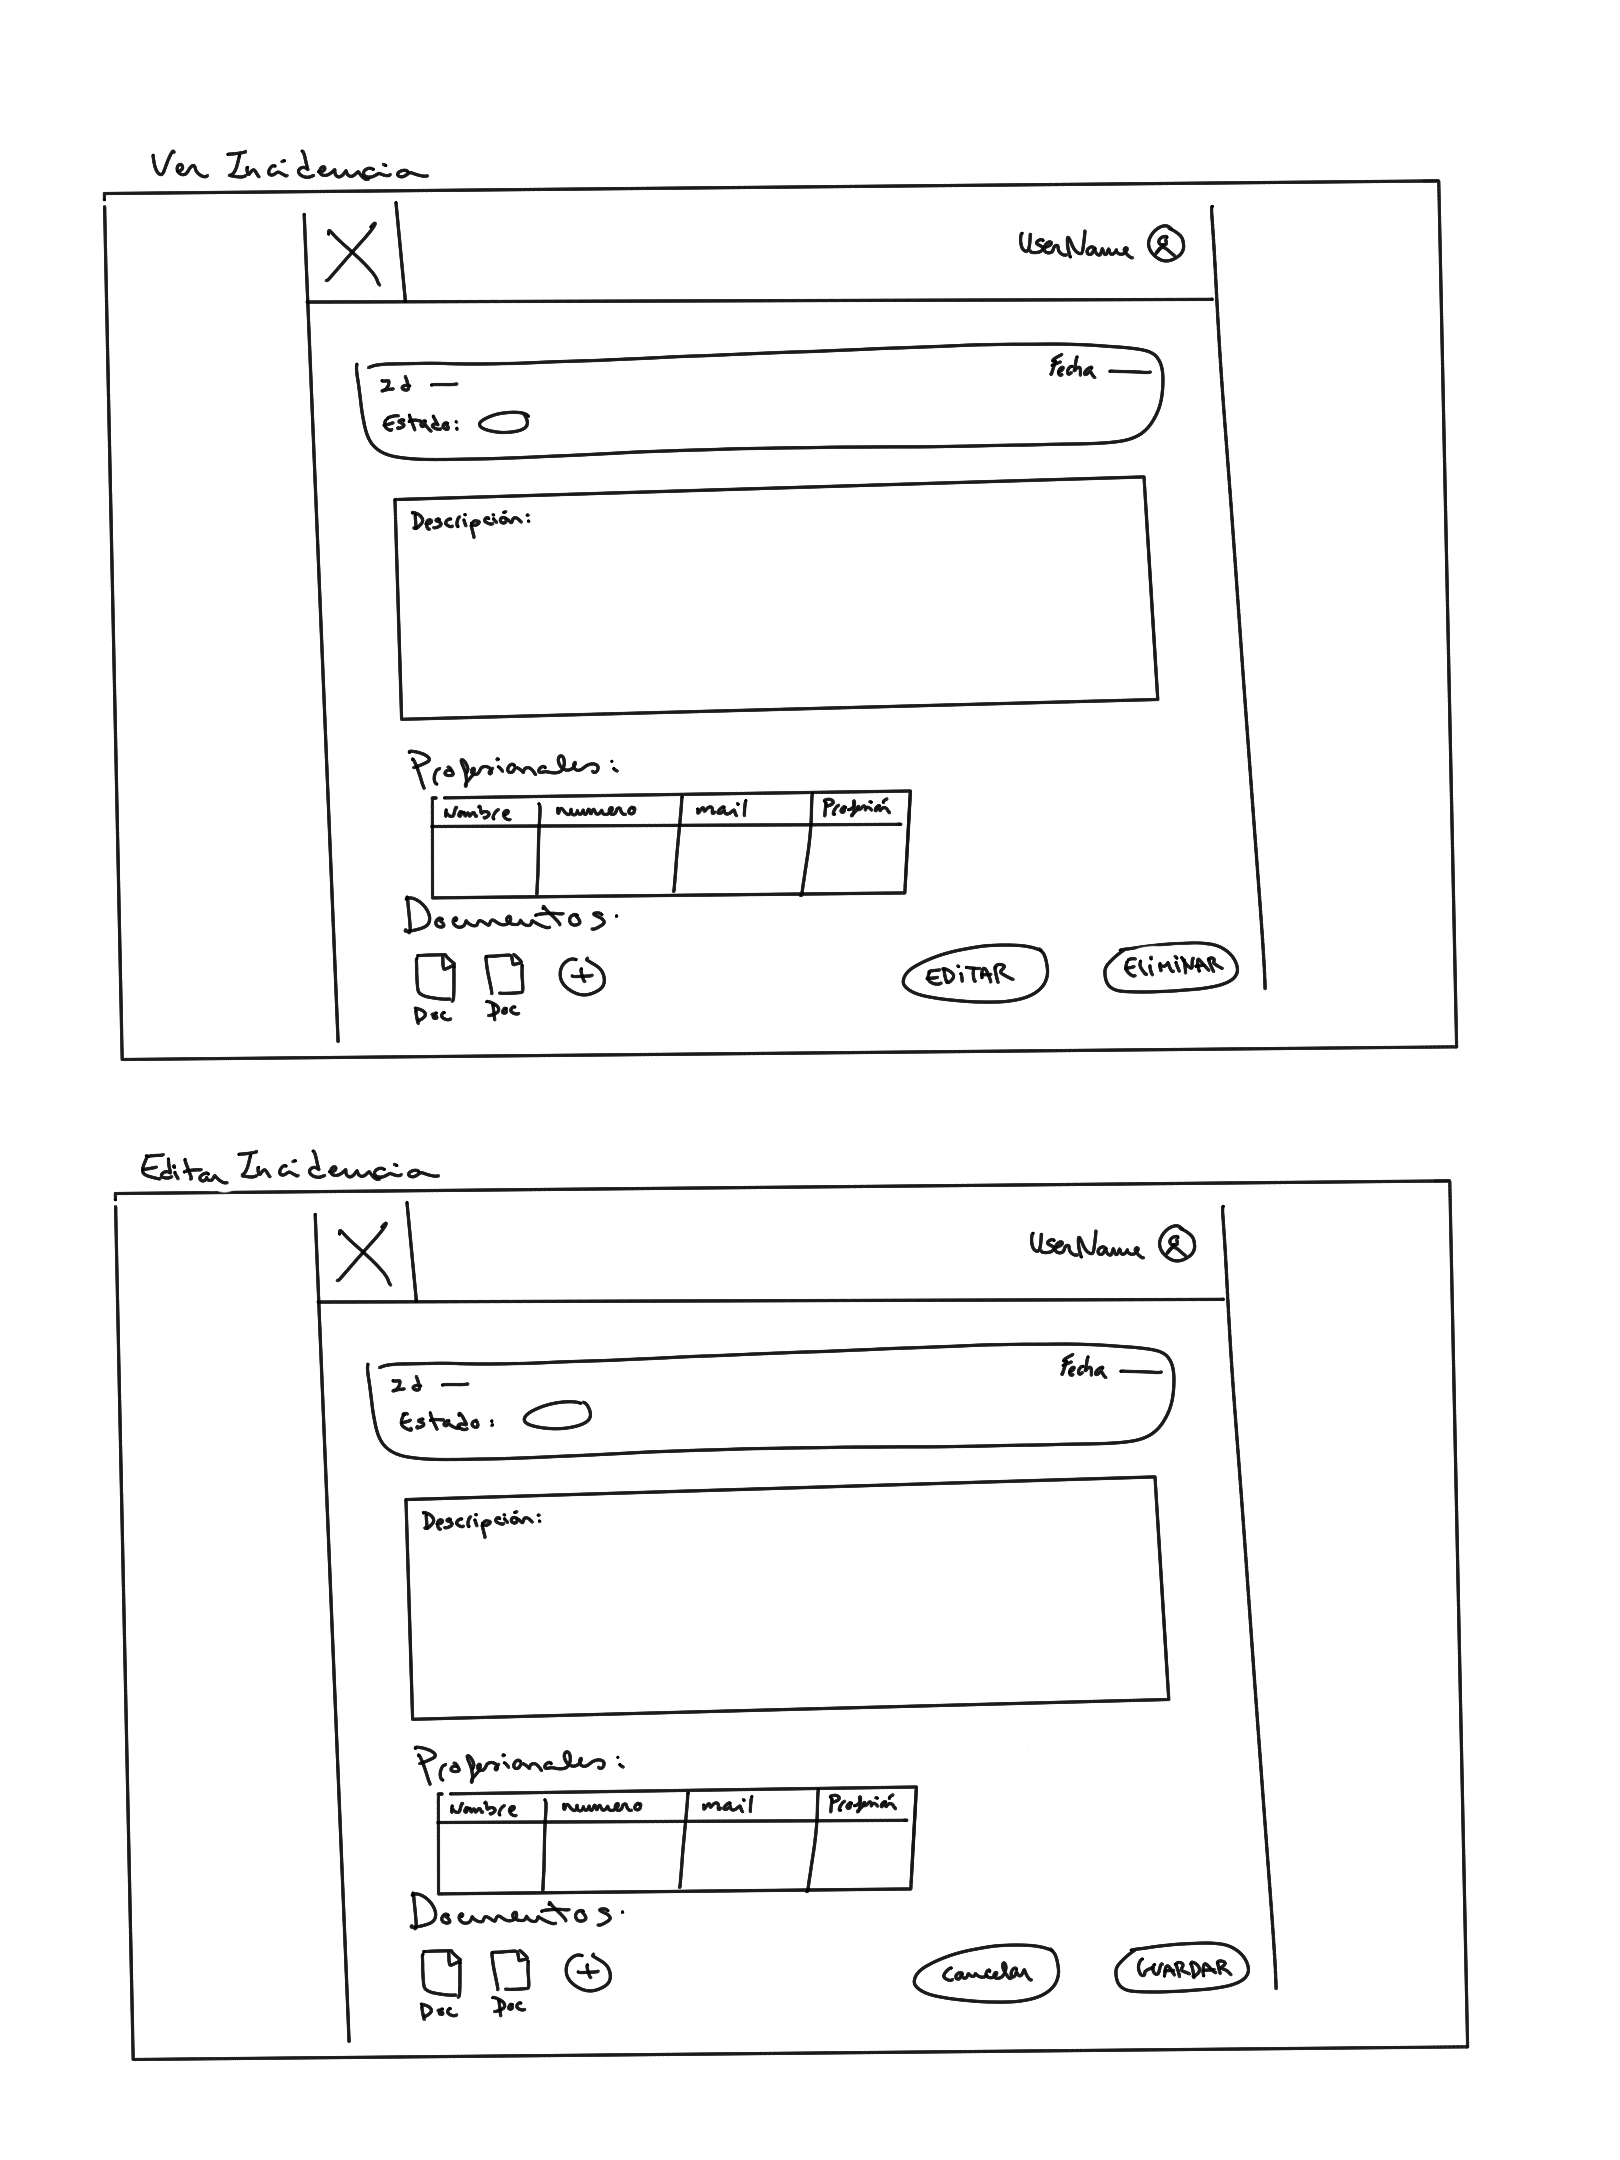 Ver Incidencia
UserName
Id
Fecha
Estado:
Descripción:
Profesionales:
Nombre numero mail Profesión
Documentos:
Doc Doc
EDITAR ELIMINAR
Editar Incidencia
UserName
Id
Fecha
Estado:
Descripción:
Profesionales:
Nombre numero mail Profesión
Documentos:
Doc Doc
Cancelar GUARDAR